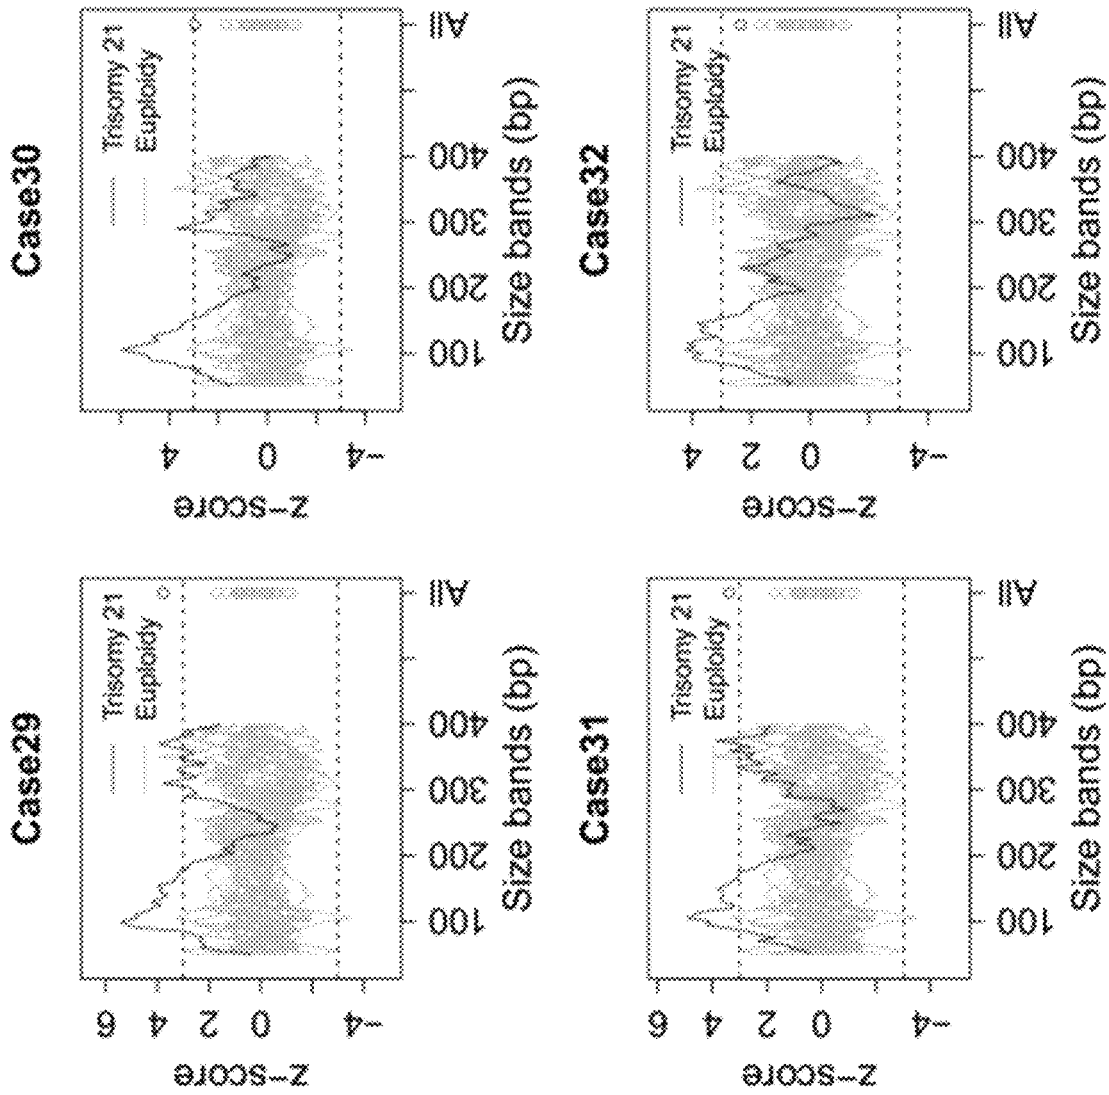 Case29
Trisomy 21
Euploidy
z-score
6
4
2
0
-4
100
200
300
400
All
Size bands (bp)
Case30
Trisomy 21
Euploidy
z-score
4
0
-4
100
200
300
400
All
Size bands (bp)
Case31
Trisomy 21
Euploidy
z-score
6
4
2
0
-4
100
200
300
400
All
Size bands (bp)
Case32
Trisomy 21
Euploidy
z-score
4
2
0
-4
100
200
300
400
All
Size bands (bp)